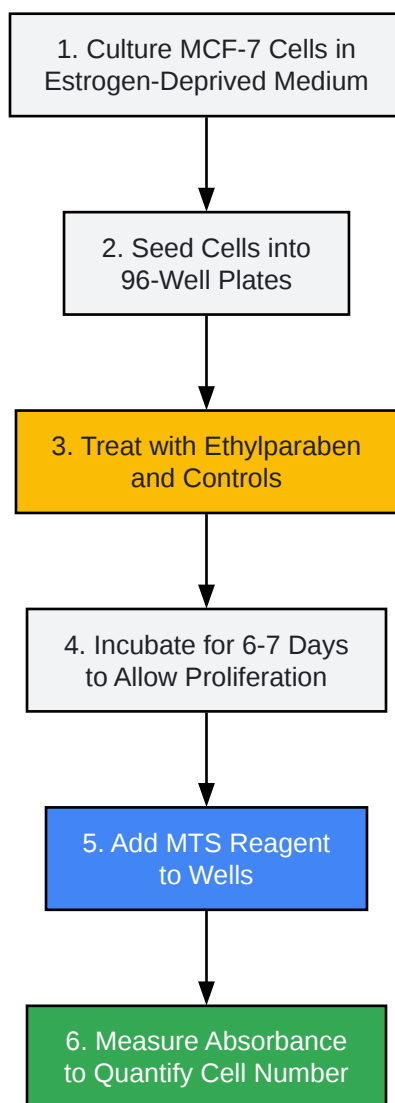 1. Culture MCF-7 Cells in
Estrogen-Deprived Medium
2. Seed Cells into
96-Well Plates
3. Treat with Ethylparaben
and Controls
4. Incubate for 6-7 Days
to Allow Proliferation
5. Add MTS Reagent
to Wells
6. Measure Absorbance
to Quantify Cell Number